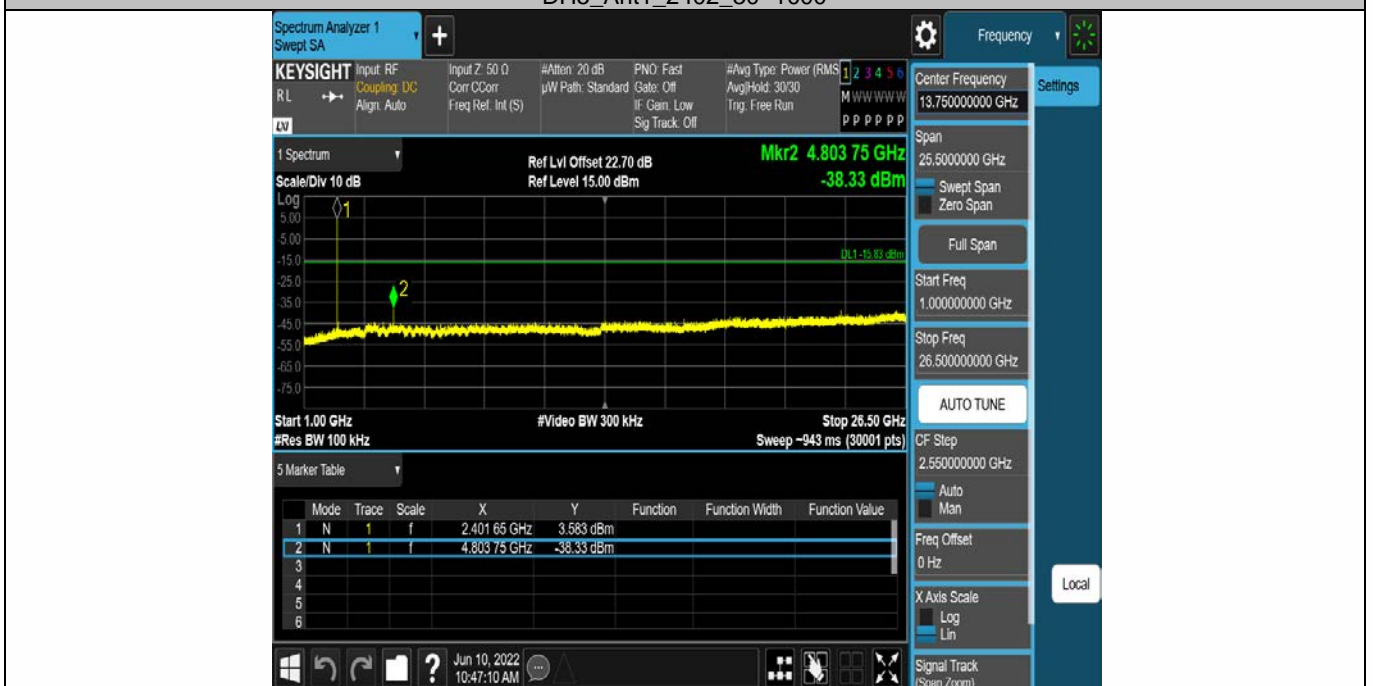 Spectrum Analyzer 1
Swept SA
Frequency
KEYSIGHT
RL
LXI
Input: RF
Coupling: DC
Align: Auto
Input Z: 50 Ω
Corr CCorr
Freq Ref: Int (S)
#Atten: 20 dB
µW Path: Standard
PNO: Fast
Gate: Off
IF Gain: Low
Sig Track: Off
#Avg Type: Power (RMS
Avg|Hold: 30/30
Trig: Free Run
1 2 3 4 5 6
M W W W W W
P P P P P P
1 Spectrum
Scale/Div 10 dB
Ref Lvl Offset 22.70 dB
Ref Level 15.00 dBm
Mkr2 4.803 75 GHz
-38.33 dBm
Log
5.00
-5.00
-15.0
-25.0
-35.0
-45.0
-55.0
-65.0
-75.0
1
2
DL1 -15.83 dBm
Start 1.00 GHz
#Video BW 300 kHz
Stop 26.50 GHz
#Res BW 100 kHz
Sweep ~943 ms (30001 pts)
5 Marker Table
Mode Trace Scale X Y Function Function Width Function Value
1 N 1 f 2.401 65 GHz 3.583 dBm
2 N 1 f 4.803 75 GHz -38.33 dBm
3
4
5
6
?
Jun 10, 2022
10:47:10 AM
Center Frequency
13.750000000 GHz
Settings
Span
25.5000000 GHz
Swept Span
Zero Span
Full Span
Start Freq
1.000000000 GHz
Stop Freq
26.500000000 GHz
AUTO TUNE
CF Step
2.550000000 GHz
Auto
Man
Freq Offset
0 Hz
X Axis Scale
Log
Lin
Local
Signal Track
(Span Zoom)